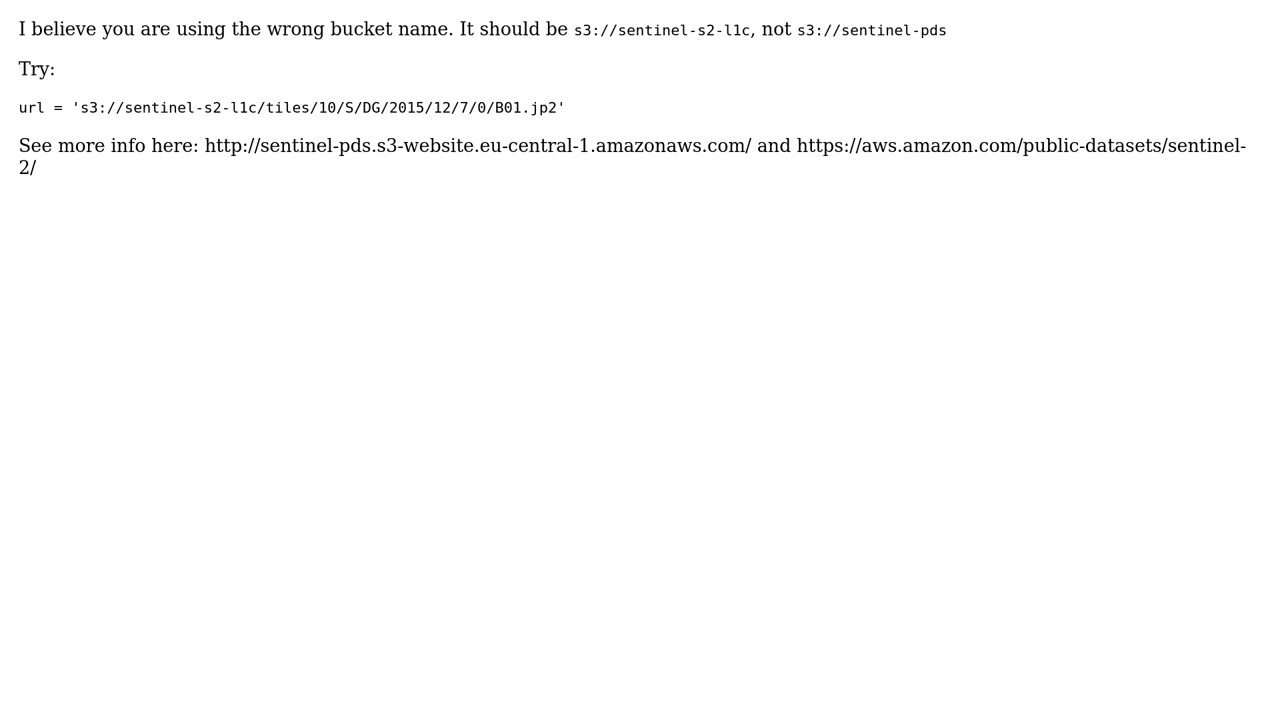 I believe you are using the wrong bucket name. It should be s3://sentinel-s2-l1c, not s3://sentinel-pds
Try:
url = 's3://sentinel-s2-l1c/tiles/10/S/DG/2015/12/7/0/B01.jp2'
See more info here: http://sentinel-pds.s3-website.eu-central-1.amazonaws.com/ and https://aws.amazon.com/public-datasets/sentinel-
2/